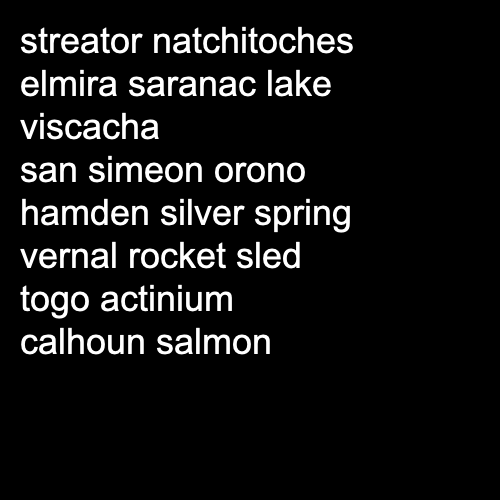 streator natchitoches
elmira saranac lake
viscacha
san simeon orono
hamden silver spring
vernal rocket sled
togo actinium
calhoun salmon